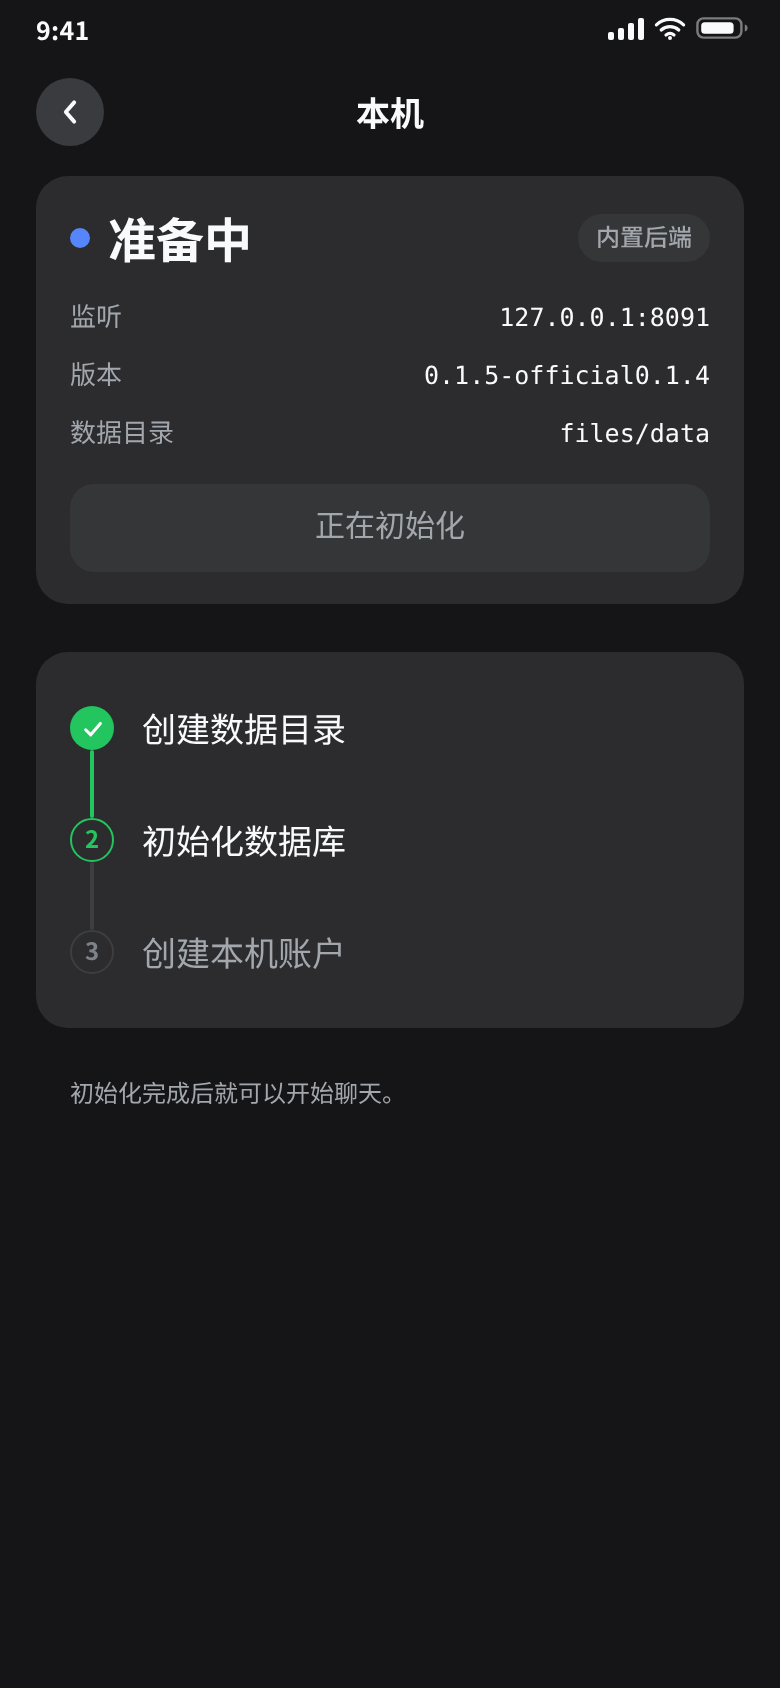 9:41
本机
准备中
内置后端
监听 127.0.0.1:8091
版本 0.1.5-official0.1.4
数据目录 files/data
正在初始化
创建数据目录
2 初始化数据库
3 创建本机账户
初始化完成后就可以开始聊天。